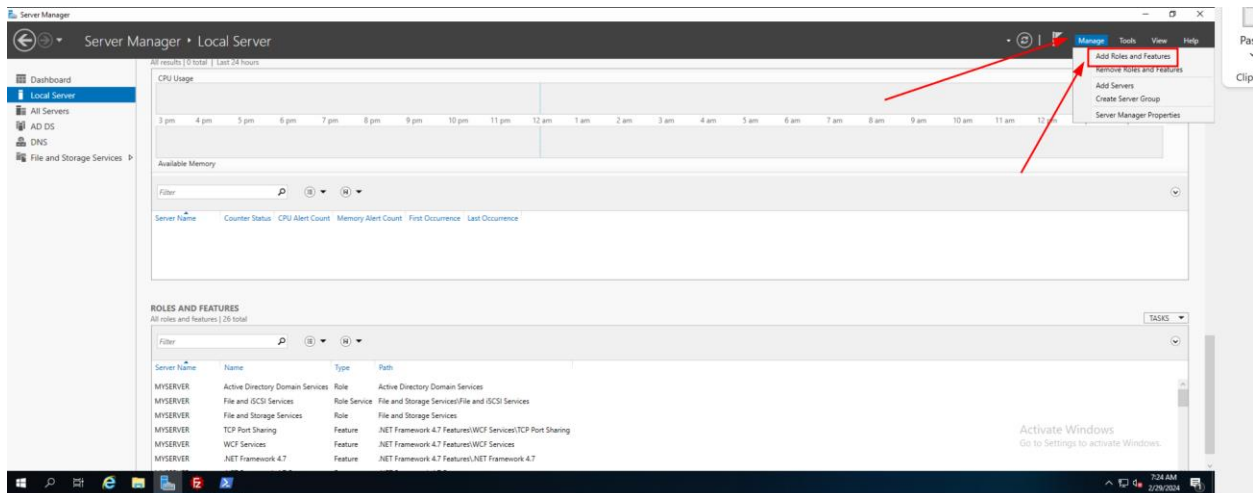 Server Manager
Server Manager • Local Server
Manage Tools View Help
Add Roles and Features
Remove Roles and Features
Add Servers
Create Server Group
Server Manager Properties
Dashboard
Local Server
All Servers
AD DS
DNS
File and Storage Services
All results | 0 total | Last 24 hours
CPU Usage
3 pm 4 pm 5 pm 6 pm 7 pm 8 pm 9 pm 10 pm 11 pm 12 am 1 am 2 am 3 am 4 am 5 am 6 am 7 am 8 am 9 am 10 am 11 am 12 pm
Available Memory
Filter
Server Name Counter Status CPU Alert Count Memory Alert Count First Occurrence Last Occurrence
ROLES AND FEATURES
All roles and features | 26 total
TASKS
Filter
Server Name Name Type Path
MYSERVER Active Directory Domain Services Role Active Directory Domain Services
MYSERVER File and iSCSI Services Role Service File and Storage Services\File and iSCSI Services
MYSERVER File and Storage Services Role File and Storage Services
MYSERVER TCP Port Sharing Feature .NET Framework 4.7 Features\WCF Services\TCP Port Sharing
MYSERVER WCF Services Feature .NET Framework 4.7 Features\WCF Services
MYSERVER .NET Framework 4.7 Feature .NET Framework 4.7 Features\.NET Framework 4.7
Activate Windows
Go to Settings to activate Windows.
7:24 AM
2/29/2024